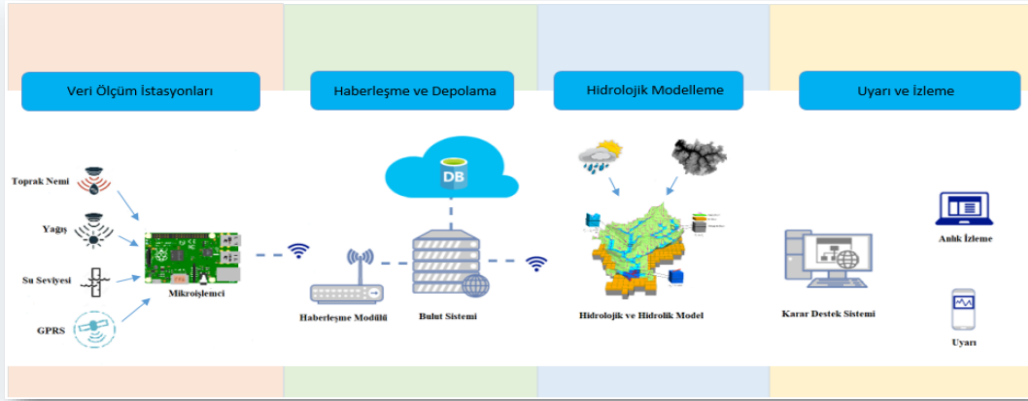 Veri Ölçüm İstasyonları
Haberleşme ve Depolama
Hidrolojik Modelleme
Uyarı ve İzleme
Toprak Nemi
Yağış
Su Seviyesi
GPRS
Mikroişlemci
Haberleşme Modülü
DB
Bulut Sistemi
Hidrolojik ve Hidrolik Model
Karar Destek Sistemi
Anlık İzleme
Uyarı